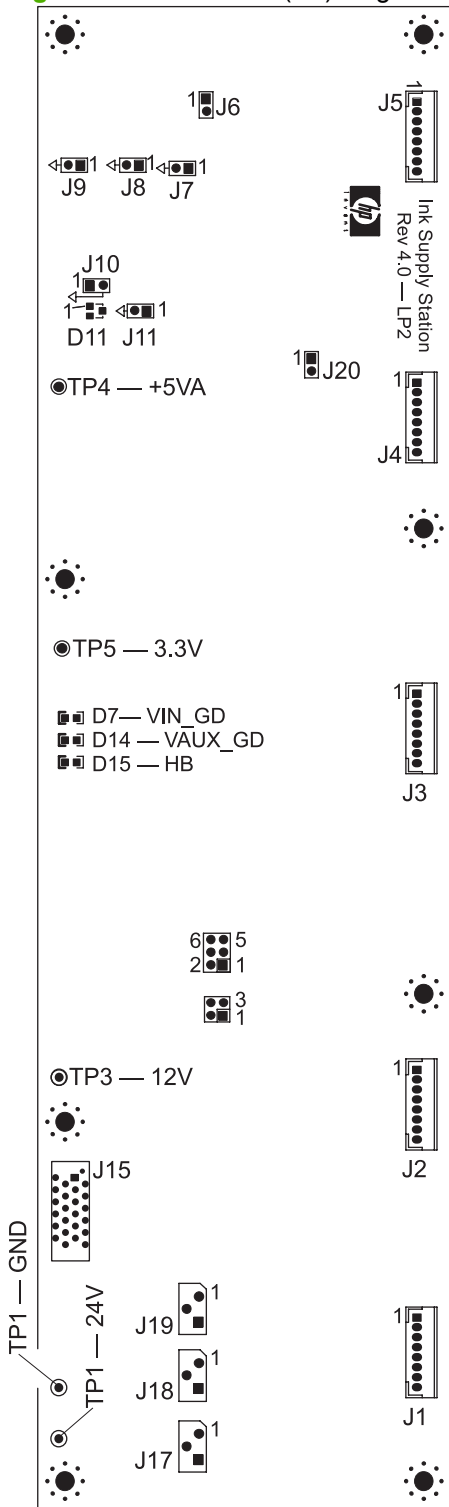 1 J6
1 J5
1 1 1
J9 J8 J7
hp
invent
Ink Supply Station
Rev 4.0 — LP2
J10
1
1
D11 J11 1
1 J20
TP4 — +5VA
1
J4
TP5 — 3.3V
D7— VIN_GD
D14 — VAUX_GD
D15 — HB
1
J3
6 5
2 1
3
1
TP3 — 12V
1
J2
J15
TP1 — GND
TP1 — 24V
J19 1
J18 1
J17 1
1
J1